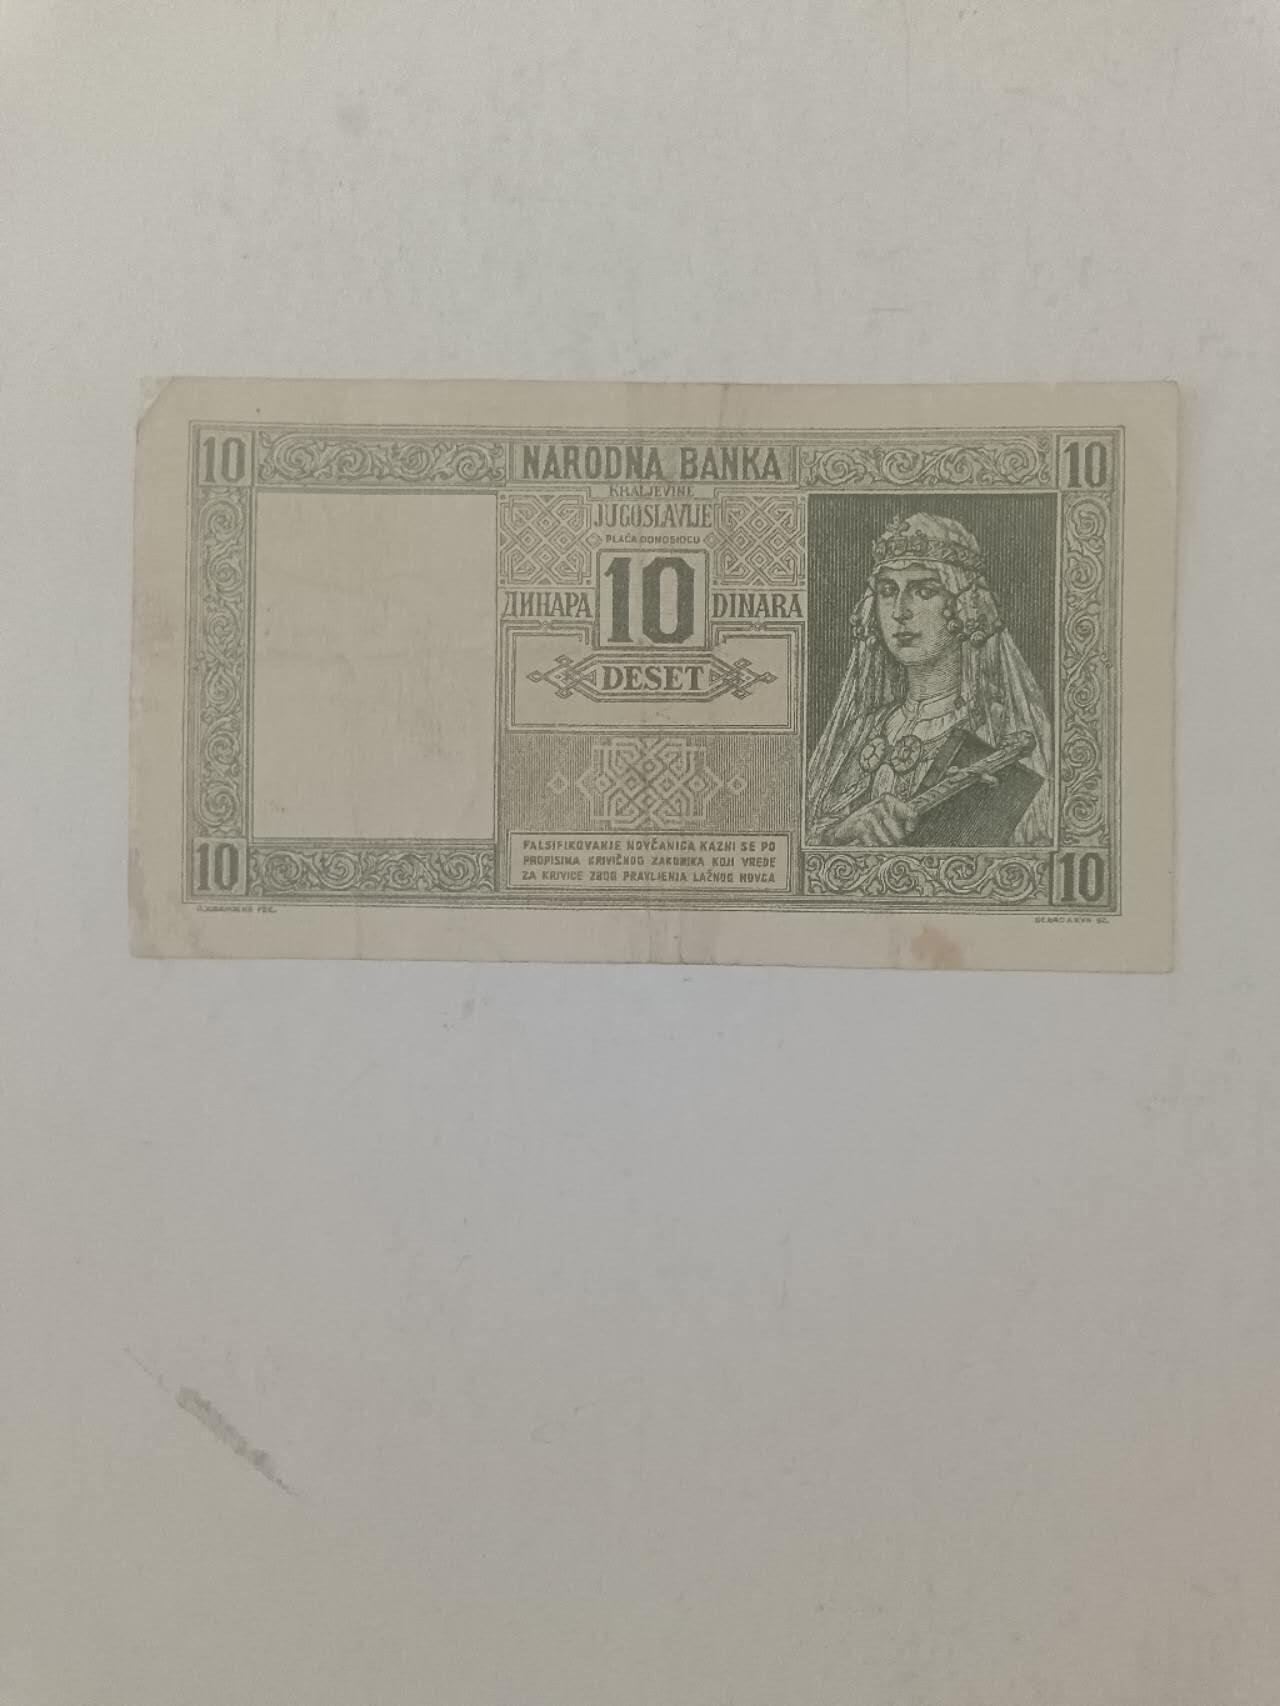 10
NARODNA BANKA
10
KRALJEVINE
JUGOSLAVIJE
PLAĆA DONOSIOCU
ДИНАРА 10 DINARA
DESET
FALSIFIKOVANJE NOVČANICA KAZNI SE PO
PROPISIMA KRIVIČNOG ZAKONIKA KOJI VREDE
ZA KRIVICE ZBOG PRAVLJENJA LAŽNOG NOVCA
10
10